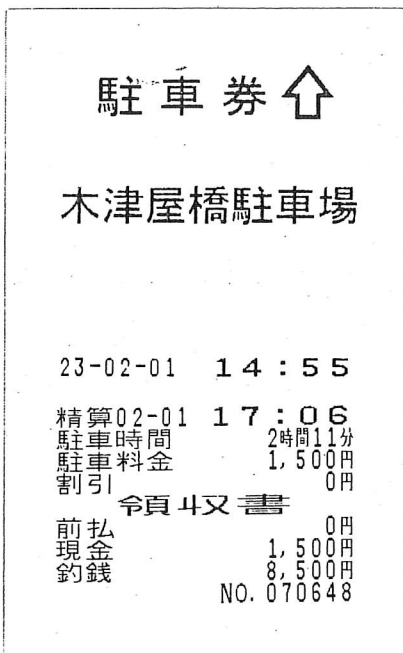 駐車券⇧
木津屋橋駐車場
23-02-01 14:55
精算02-01 17:06
駐車時間 2時間11分
駐車料金 1,500円
割引 0円
領収書
前払 0円
現金 1,500円
釣銭 8,500円
NO.070648